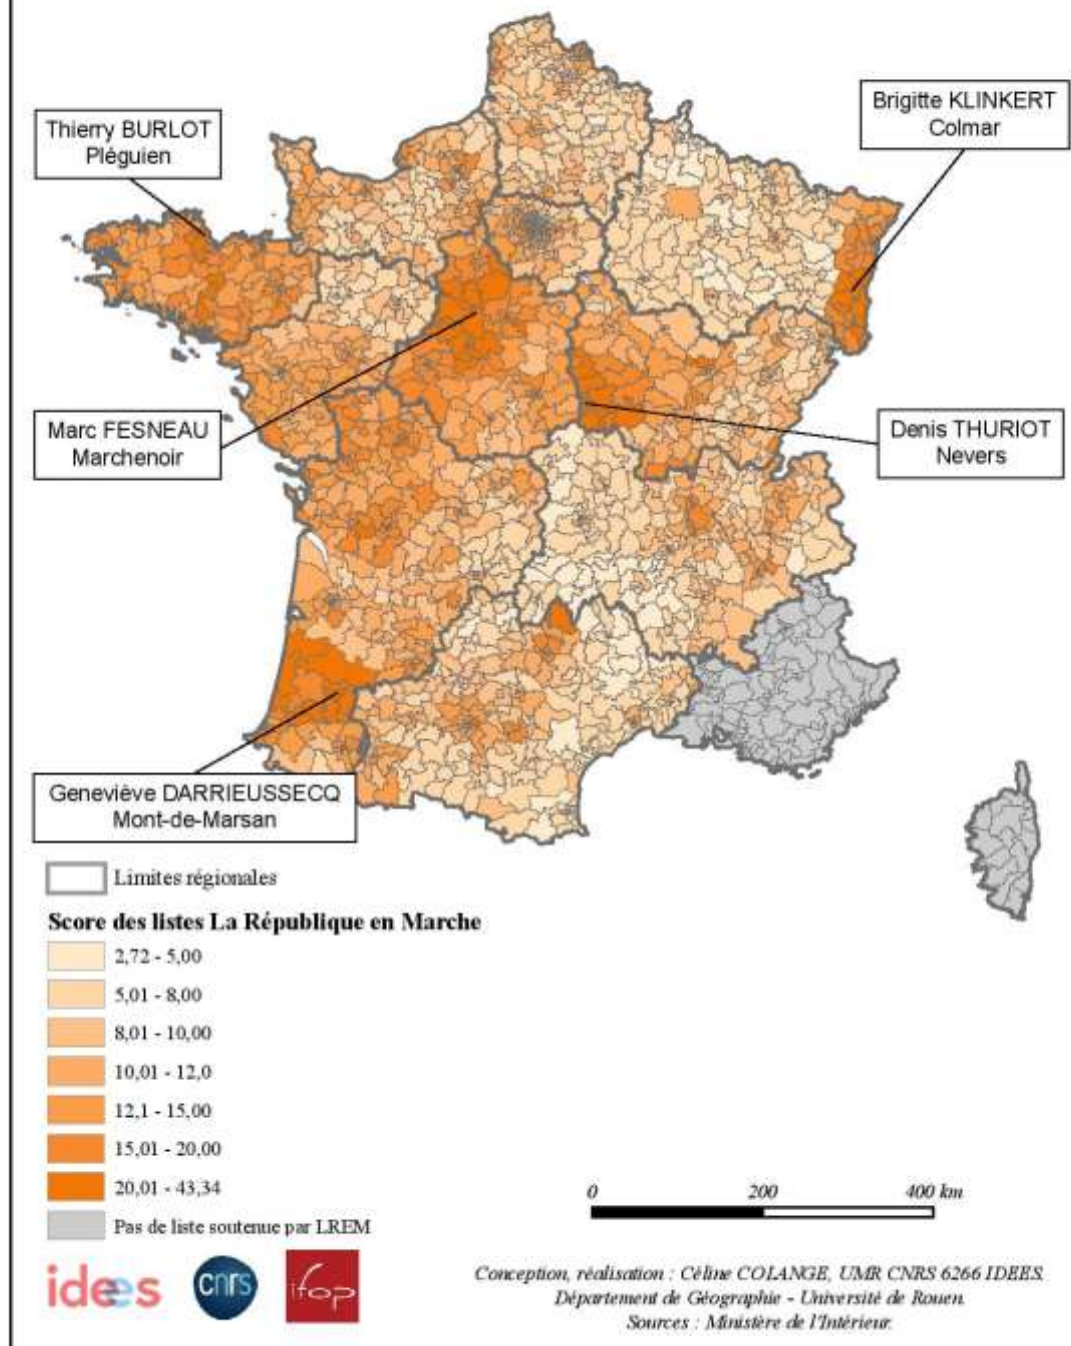 Thierry BURLOT
Pléguien
Brigitte KLINKERT
Colmar
Marc FESNEAU
Marchenoir
Denis THURIOT
Nevers
Geneviève DARRIEUSSECQ
Mont-de-Marsan
Limites régionales
Score des listes La République en Marche
2,72 - 5,00
5,01 - 8,00
8,01 - 10,00
10,01 - 12,0
12,1 - 15,00
15,01 - 20,00
20,01 - 43,34
Pas de liste soutenue par LREM
0 200 400 km
idees
cnrs
ifop
Conception, réalisation : Céline COLANGE, UMR CNRS 6266 IDEES.
Département de Géographie - Université de Rouen.
Sources : Ministère de l'Intérieur.